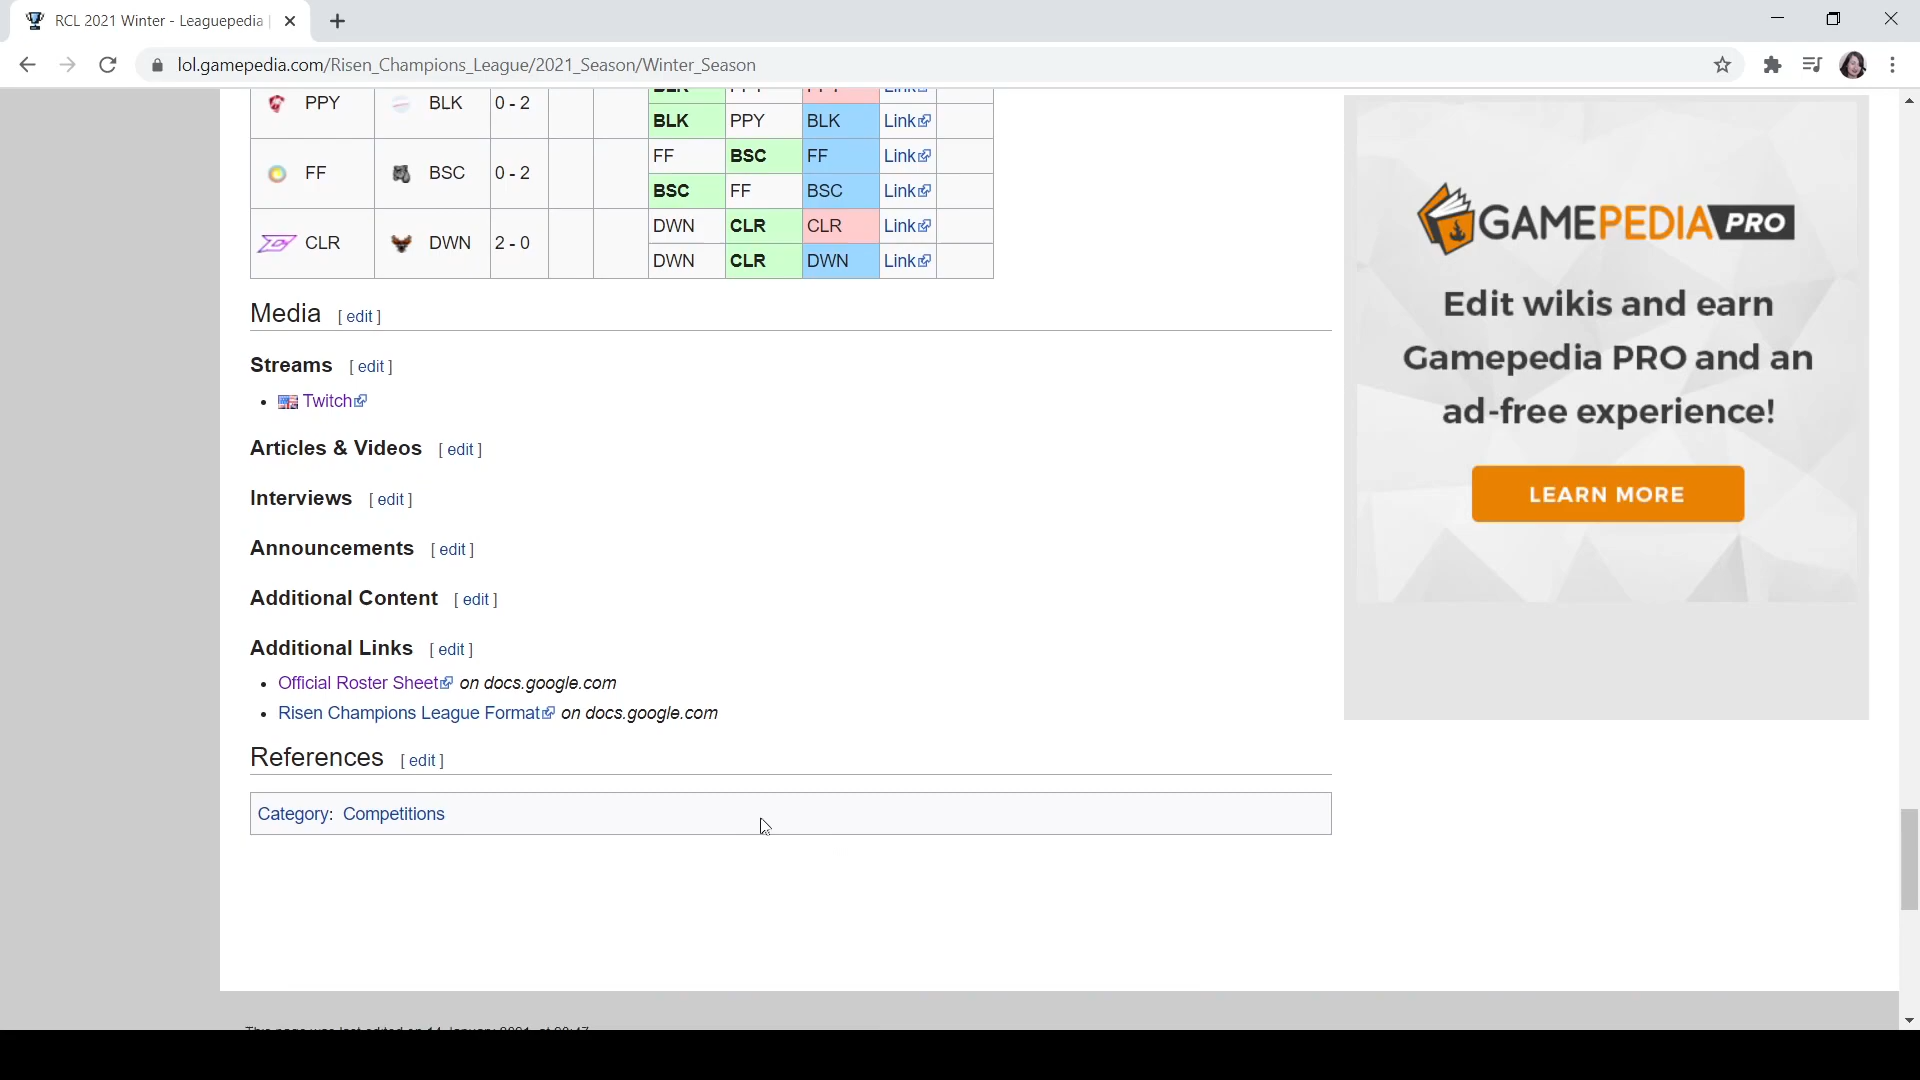 RCL 2021 Winter - Leaguepedia |
lol.gamepedia.com/Risen_Champions_League/2021_Season/Winter_Season
PPY BLK 0 - 2
BLK PPY BLK Link
FF BSC FF Link
FF BSC 0 - 2
BSC FF BSC Link
DWN CLR CLR Link
CLR DWN 2 - 0
DWN CLR DWN Link
Media [ edit ]
Streams [ edit ]
• Twitch
Articles & Videos [ edit ]
Interviews [ edit ]
Announcements [ edit ]
Additional Content [ edit ]
Additional Links [ edit ]
• Official Roster Sheet on docs.google.com
• Risen Champions League Format on docs.google.com
References [ edit ]
Category: Competitions
GAMEPEDIA PRO
Edit wikis and earn
Gamepedia PRO and an
ad-free experience!
LEARN MORE